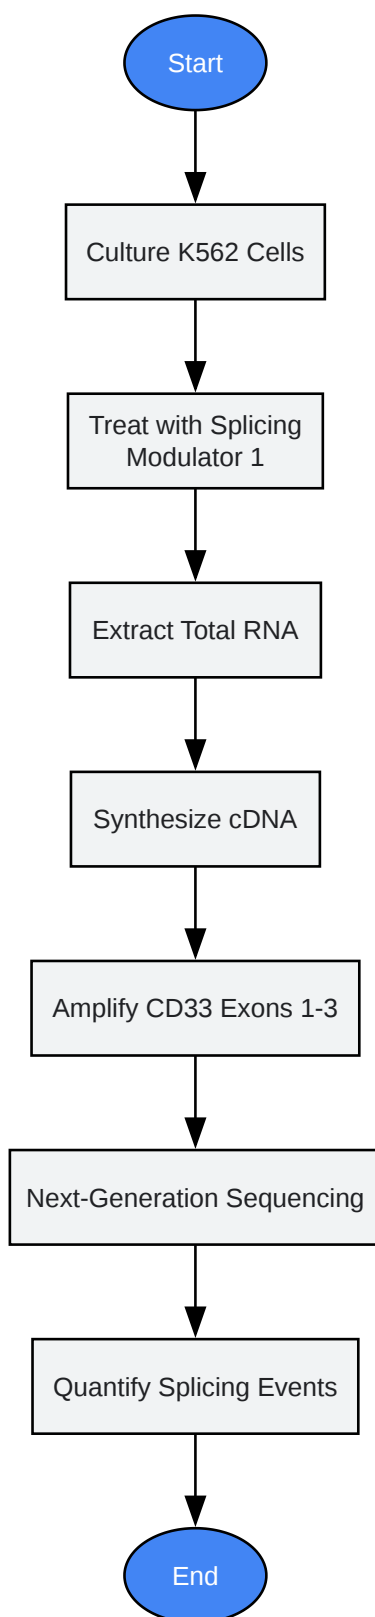 Start
Culture K562 Cells
Treat with Splicing
Modulator 1
Extract Total RNA
Synthesize cDNA
Amplify CD33 Exons 1-3
Next-Generation Sequencing
Quantify Splicing Events
End